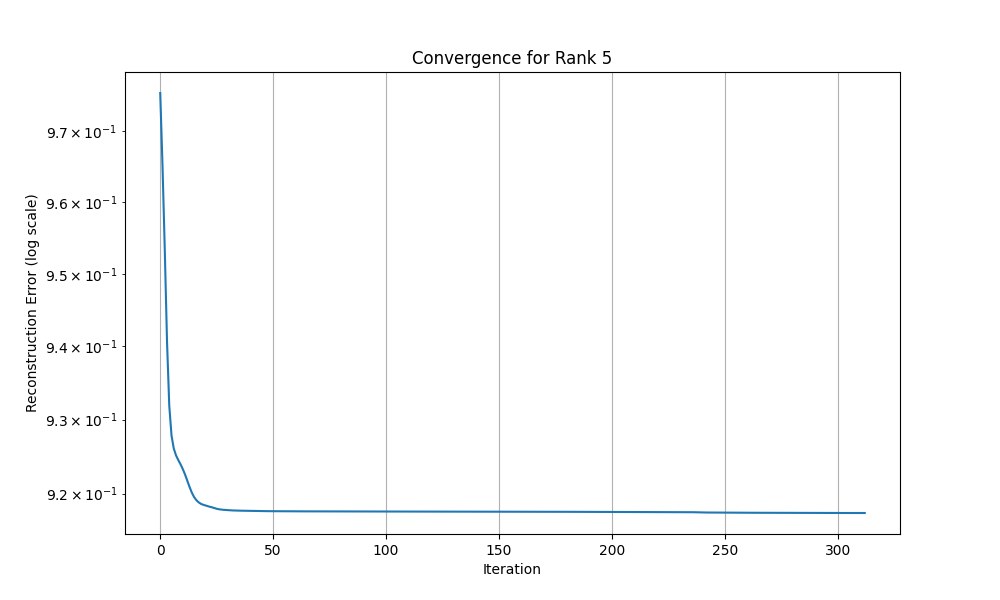 Convergence for Rank 5
Reconstruction Error (log scale)
9.7 × 10⁻¹
9.6 × 10⁻¹
9.5 × 10⁻¹
9.4 × 10⁻¹
9.3 × 10⁻¹
9.2 × 10⁻¹
0 50 100 150 200 250 300
Iteration